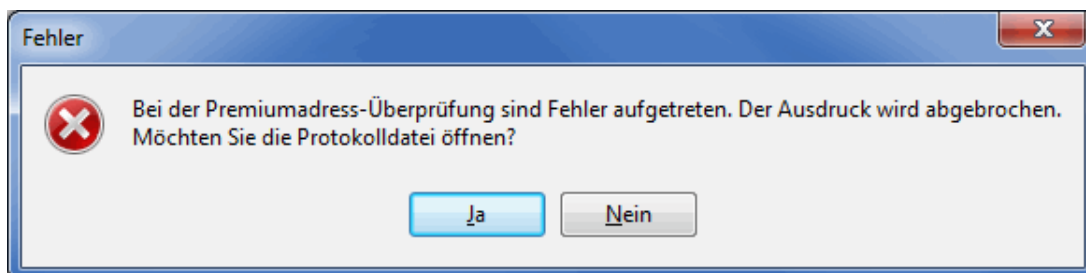 Fehler
Bei der Premiumadress-Überprüfung sind Fehler aufgetreten. Der Ausdruck wird abgebrochen.
Möchten Sie die Protokolldatei öffnen?
Ja
Nein